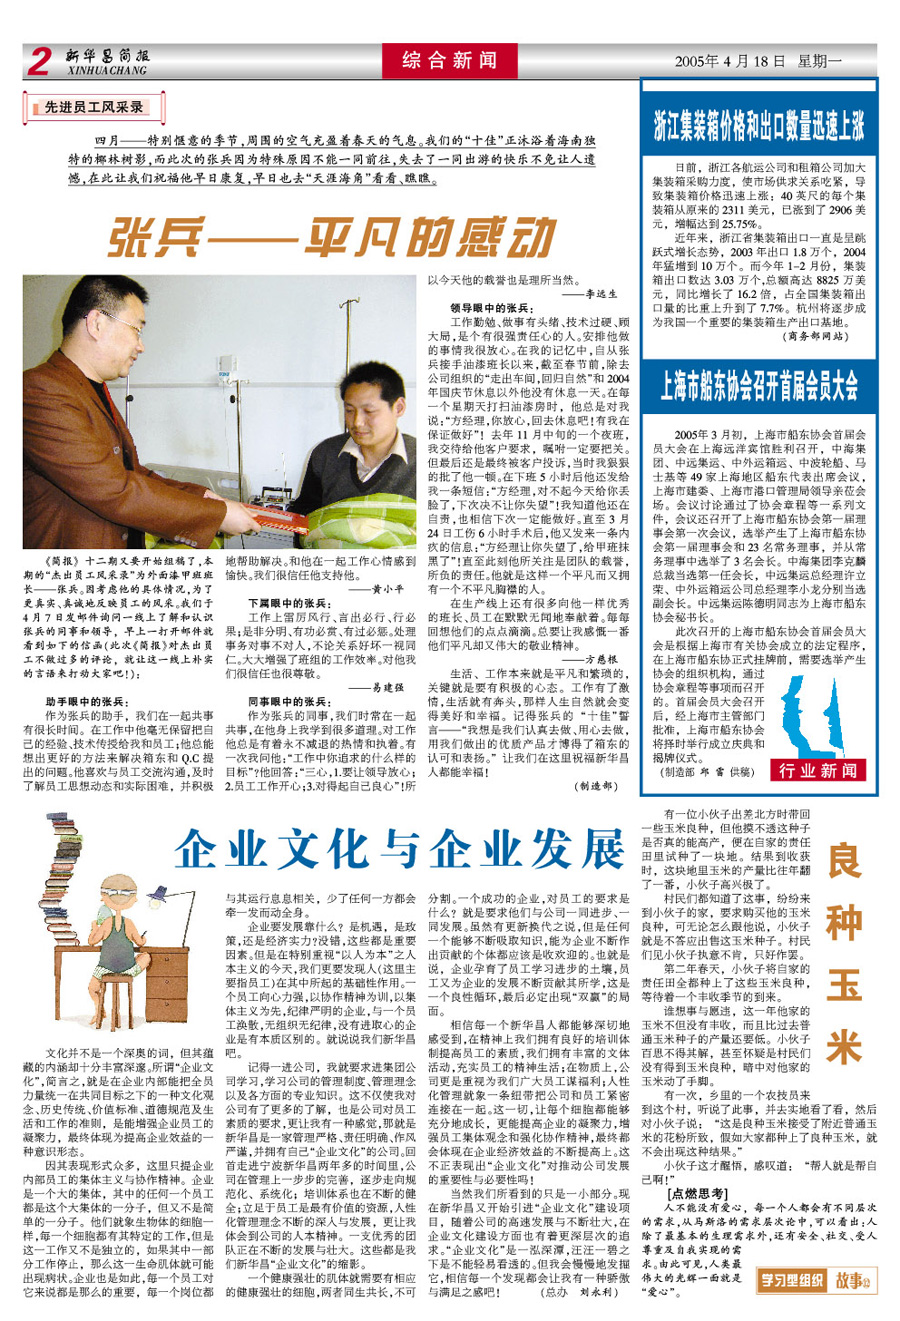 2 新华昌简报
XINHUACHANG
综合新闻
2005年 4 月 18 日 星期一
先进员工风采录
四月——特别惬意的季节,周围的空气充盈着春天的气息。我们的“十佳”正沐浴着海南独
特的椰林树影,而此次的张兵因为特殊原因不能一同前往,失去了一同出游的快乐不免让人遗
憾,在此让我们祝福他早日康复,早日也去“天涯海角”看看、瞧瞧。
张兵——平凡的感动
《简报》十二期又要开始组稿了,本
期的“杰出员工风采录”为外面漆甲班班
长——张兵。因考虑他的具体情况,为了
更真实、真诚地反映员工的风采。我们于
4 月 7 日发邮件询问一线上了解和认识
张兵的同事和领导, 早上一打开邮件就
看到如下的信函(此次《简报》对杰出员
工不做过多的评论, 就让这一线上朴实
的言语来打动大家吧!):
助手眼中的张兵:
作为张兵的助手, 我们在一起共事
有很长时间。在工作中他毫无保留把自
己的经验、技术传授给我和员工;他总能
想出更好的方法来解决箱东和 Q.C 提
出的问题。他喜欢与员工交流沟通,及时
了解员工思想动态和实际困难, 并积极
地帮助解决。和他在一起工作心情感到
愉快。我们很信任他支持他。
——黄小平
下属眼中的张兵:
工作上雷厉风行、言出必行、行必
果;是非分明、有功必赏、有过必惩。处理
事务对事不对人,不论关系好坏一视同
仁。大大增强了班组的工作效率。对他我
们很信任也很尊敬。
——易建强
同事眼中的张兵:
作为张兵的同事,我们时常在一起
共事,在他身上我学到很多道理。对工作
他总是有着永不减退的热情和执着。有
一次我问他:“工作中你追求的什么样的
目标”?他回答:“三心,1.要让领导放心;
2.员工工作开心;3.对得起自己良心”!所
以今天他的载誉也是理所当然。
——李远生
领导眼中的张兵:
工作勤勉、做事有头绪、技术过硬、顾
大局,是个有很强责任心的人。安排他做
的事情我很放心。在我的记忆中,自从张
兵接手油漆班长以来,截至春节前,除去
公司组织的“走出车间,回归自然”和 2004
年国庆节休息以外他没有休息一天。在每
一个星期天打扫油漆房时, 他总是对我
说:“方经理,你放心,回去休息吧!有我在
保证做好”! 去年 11 月中旬的一个夜班,
我交待给他客户要求, 嘱咐一定要把关。
但最后还是最终被客户投诉,当时我狠狠
的批了他一顿。在下班 5 小时后他还发给
我一条短信:“方经理,对不起今天给你丢
脸了,下次决不让你失望”!我知道他还在
自责,也相信下次一定能做好。直至 3 月
24 日工伤 6 小时手术后,他又发来一条内
疚的信息:“方经理让你失望了,给甲班抹
黑了”!直至此刻他所关注是团队的载誉,
所负的责任。他就是这样一个平凡而又拥
有一个不平凡胸襟的人。
在生产线上还有很多向他一样优秀
的班长、员工在默默无闻地奉献着。每每
回想他们的点点滴滴。总要让我感慨一番
他们平凡却又伟大的敬业精神。
——方慈根
生活、工作本来就是平凡和繁琐的,
关键就是要有积极的心态。工作有了激
情,生活就有奔头,那样人生自然就会变
得美好和幸福。记得张兵的“十佳”誓
言——“我想是我们认真去做、用心去做,
用我们做出的优质产品才博得了箱东的
认可和表扬。”让我们在这里祝福新华昌
人都能幸福!
(制造部)
浙江集装箱价格和出口数量迅速上涨
日前, 浙江各航运公司和租箱公司加大
集装箱采购力度, 使市场供求关系吃紧, 导
致集装箱价格迅速上涨: 40 英尺的每个集
装箱从原来的 2311 美元, 已涨到了 2906 美
元, 增幅达到 25.75%。
近年来, 浙江省集装箱出口一直是呈跳
跃式增长态势, 2003 年出口 1.8 万个, 2004
年猛增到 10 万个。而今年 1-2 月份, 集装
箱出口数达 3.03 万个,总额高达 8825 万美
元, 同比增长了 16.2 倍, 占全国集装箱出
口量的比重上升到了 7.7%。杭州将逐步成
为我国一个重要的集装箱生产出口基地。
(商务部网站)
上海市船东协会召开首届会员大会
2005年 3 月初, 上海市船东协会首届会
员大会在上海远洋宾馆胜利召开, 中海集
团、中远集运、中外运箱运、中波轮船、马
士基等 49 家上海地区船东代表出席会议,
上海市建委、上海市港口管理局领导亲莅会
场。会议讨论通过了协会章程等一系列文
件, 会议还召开了上海市船东协会第一届理
事会第一次会议, 选举产生了上海市船东协
会第一届理事会和 23 名常务理事, 并从常
务理事中选举了 3 名会长。中海集团李克麟
总裁当选第一任会长, 中远集运总经理许立
荣、中外运箱运公司总经理李小龙分别当选
副会长。中远集运陈德明同志为上海市船东
协会秘书长。
此次召开的上海市船东协会首届会员大
会是根据上海市有关协会成立的法定程序,
在上海市船东协正式挂牌前, 需要选举产生
协会的组织机构, 通过
协会章程等事项而召开
的。首届会员大会召开
后, 经上海市主管部门
批准, 上海市船东协会
将择时举行成立庆典和
揭牌仪式。
(制造部 邱 雷 供稿)
行业新闻
企业文化与企业发展
文化并不是一个深奥的词, 但其蕴
藏的内涵却十分丰富深邃。所谓“企业文
化”,简言之,就是在企业内部能把全员
力量统一在共同目标之下的一种文化观
念、历史传统、价值标准、道德规范及生
活和工作的准则, 是能增强企业员工的
凝聚力, 最终体现为提高企业效益的一
种意识形态。
因其表现形式众多, 这里只提企业
内部员工的集体主义与协作精神。企业
是一个大的集体, 其中的任何一个员工
都是这个大集体的一分子, 但又不是简
单的一分子。他们就象生物体的细胞一
样,每一个细胞都有其特定的工作,但是
这一工作又不是独立的, 如果其中一部
分工作停止, 那么这一生命肌体就可能
出现病状。企业也是如此,每一个员工对
它来说都是那么的重要, 每一个岗位都
与其运行息息相关, 少了任何一方都会
牵一发而动全身。
企业要发展靠什么? 是机遇, 是政
策,还是经济实力?没错,这些都是重要
因素。但是在特别重视“以人为本”之人
本主义的今天,我们更要发现人(这里主
要指员工)在其中所起的基础性作用。一
个员工向心力强,以协作精神为训,以集
体主义为先,纪律严明的企业,与一个员
工换散,无组织无纪律,没有进取心的企
业是有本质区别的。就说说我们新华昌
吧。
记得一进公司, 我就要求进集团公
司学习,学习公司的管理制度、管理理念
以及各方面的专业知识。这不仅使我对
公司有了更多的了解, 也是公司对员工
素质的要求,更让我有一种感觉,那就是
新华昌是一家管理严格、责任明确、作风
严谨,并拥有自己“企业文化”的公司。回
首走进宁波新华昌两年多的时间里,公
司在管理上一步步的完善, 逐步走向规
范化、系统化; 培训体系也在不断的健
全;立足于员工是最有价值的资源,人性
化管理理念不断的深入与发展, 更让我
体会到公司的人本精神。一支优秀的团
队正在不断的发展与壮大。这些都是我
们新华昌“企业文化”的缩影。
一个健康强壮的肌体就需要有相应
的健康强壮的细胞,两者同生共长,不可
分割。一个成功的企业,对员工的要求是
什么? 就是要求他们与公司一同进步、一
同发展。虽然有更新换代之说,但是任何
一个能够不断吸取知识,能为企业不断作
出贡献的个体都应该是收欢迎的。也就是
说, 企业孕育了员工学习进步的土壤,员
工又为企业的发展不断贡献其所学,这是
一个良性循环,最后必定出现“双赢”的局
面。
相信每一个新华昌人都能够深切地
感受到,在精神上我们拥有良好的培训体
制提高员工的素质,我们拥有丰富的文体
活动,充实员工的精神生活;在物质上,公
司更是重视为我们广大员工谋福利;人性
化管理就象一条纽带把公司和员工紧密
连接在一起。这一切,让每个细胞都能够
充分地成长, 更能提高企业的凝聚力,增
强员工集体观念和强化协作精神,最终都
会体现在企业经济效益的不断提高上。这
不正表现出“企业文化”对推动公司发展
的重要性与必要性吗!
当然我们所看到的只是一小部分。现
在新华昌又开始引进“企业文化”建设项
目, 随着公司的高速发展与不断壮大,在
企业文化建设方面也有着更深层次的追
求。“企业文化”是一泓深潭,汪汪一碧之
下是不能轻易看透的。但我会慢慢地发掘
它,相信每一个发现都会让我有一种骄傲
与满足之感吧! (总办 刘永利)
良种玉米
有一位小伙子出差北方时带回
一些玉米良种, 但他摸不透这种子
是否真的能高产, 便在自家的责任
田里试种了一块地。结果到收获
时, 这块地里玉米的产量比往年翻
了一番, 小伙子高兴极了。
村民们都知道了这事, 纷纷来
到小伙子的家, 要求购买他的玉米
良种, 可无论怎么跟他说, 小伙子
就是不答应出售这玉米种子。村民
们见小伙子执意不肯, 只好作罢。
第二年春天, 小伙子将自家的
责任田全都种上了这些玉米良种,
等待着一个丰收季节的到来。
谁想事与愿违, 这一年他家的
玉米不但没有丰收, 而且比过去普
通玉米种子的产量还要低。小伙子
百思不得其解, 甚至怀疑是村民们
没有得到玉米良种, 暗中对他家的
玉米动了手脚。
有一次, 乡里的一个农技员来
到这个村, 听说了此事, 并去实地看了看, 然后
对小伙子说: “这是良种玉米接受了附近普通玉
米的花粉所致, 假如大家都种上了良种玉米, 就
不会出现这种结果。”
小伙子这才醒悟, 感叹道: “帮人就是帮自
己啊!”
[点燃思考]
人不能没有爱心, 每一个人都会有不同层次
的需求,从马斯洛的需求层次论中,可以看出:人
除了最基本的生理需求外,还有安全、社交、受人
尊重及自我实现的需
求。由此可见,人类最
伟大的光辉一面就是
“爱心”。
学习型组织 故事